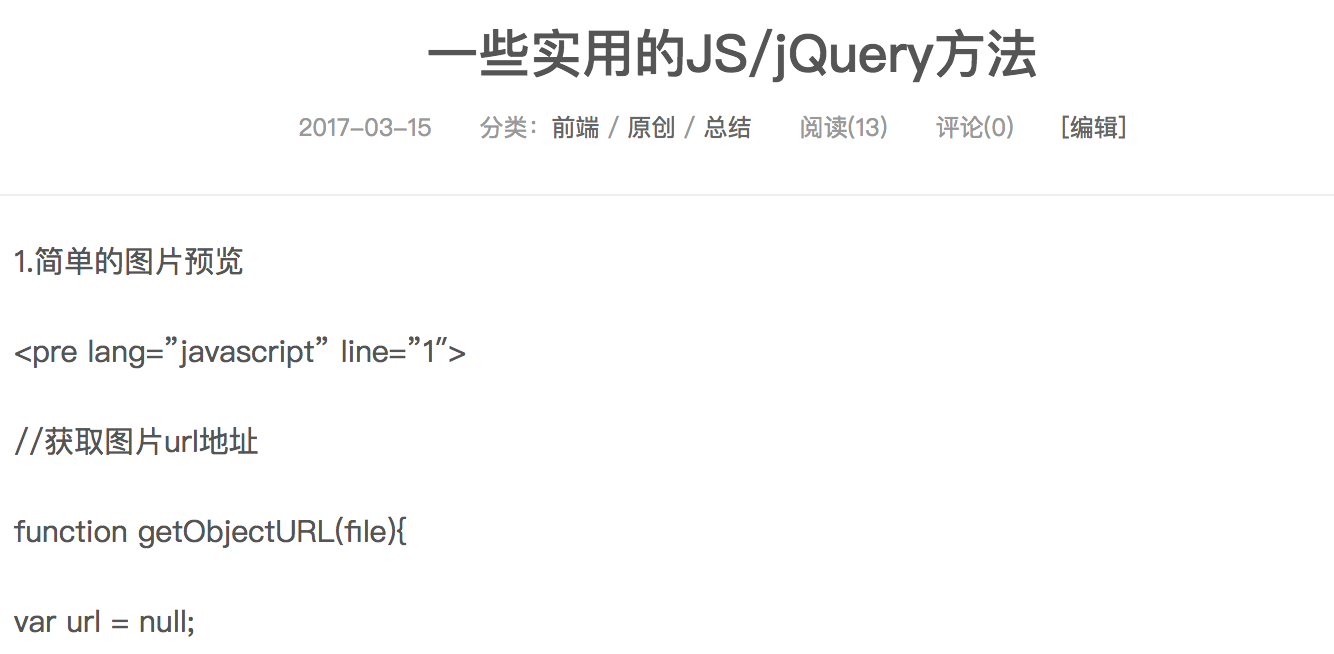 一些实用的JS/jQuery方法
2017-03-15 分类：前端 / 原创 / 总结 阅读(13) 评论(0) [编辑]
1.简单的图片预览
<pre lang=”javascript” line=”1″>
//获取图片url地址
function getObjectURL(file){
var url = null;